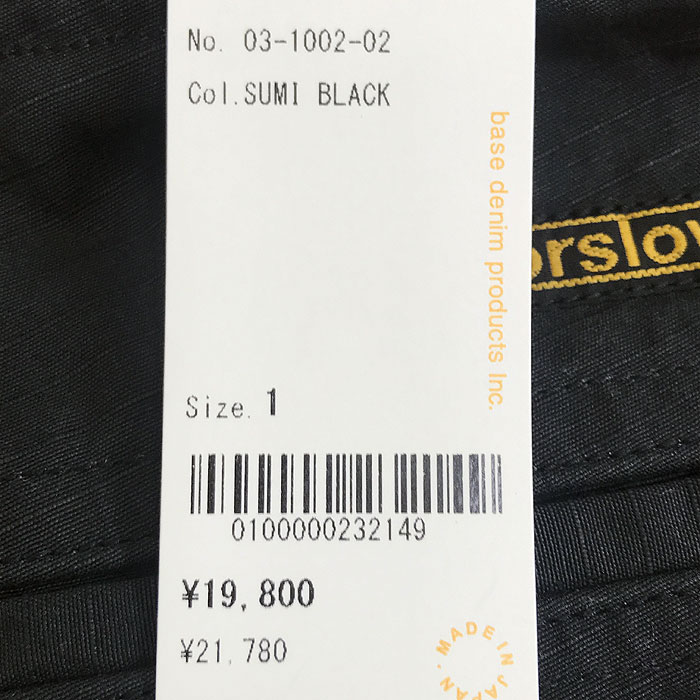 No. 03-1002-02
Col.SUMI BLACK
base denim products Inc.
orslow
Size. 1
0100000232149
¥19,800
¥21,780
MADE IN JAPAN